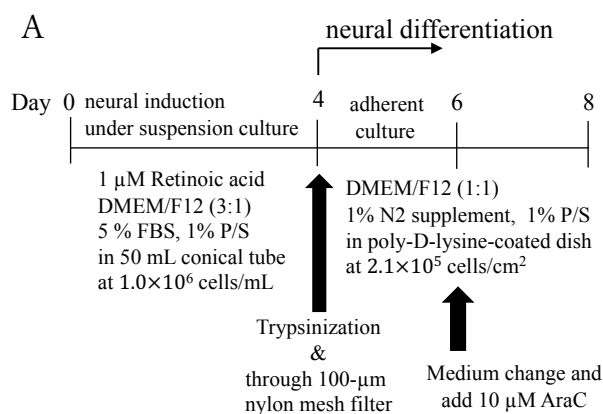 A
neural differentiation
Day 0 neural induction under suspension culture 4 adherent culture 6 8
1 µM Retinoic acid
DMEM/F12 (3:1)
5 % FBS, 1% P/S
in 50 mL conical tube
at 1.0×10⁶ cells/mL
DMEM/F12 (1:1)
1% N2 supplement, 1% P/S
in poly-D-lysine-coated dish
at 2.1×10⁵ cells/cm²
Trypsinization
&
through 100-µm
nylon mesh filter
Medium change and
add 10 µM AraC